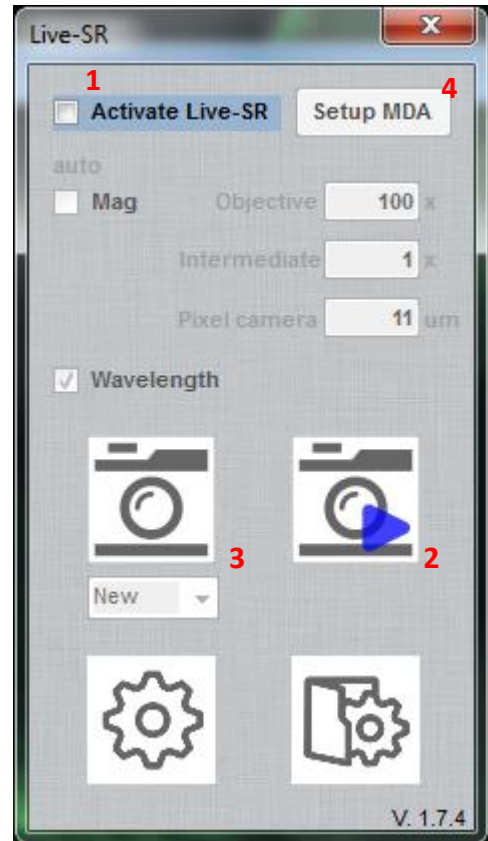 Live-SR
x
1
4
Activate Live-SR Setup MDA
auto
Mag Objective 100 x
Intermediate 1 x
Pixel camera 11 um
Wavelength
3
2
New
V. 1.7.4